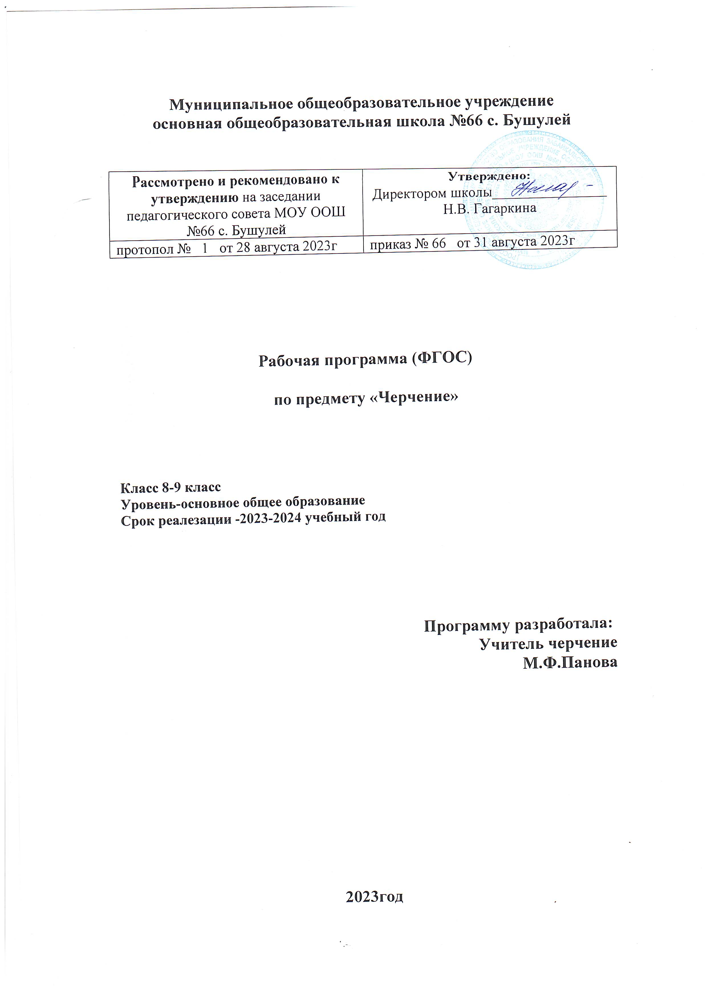 Муниципальное общеобразовательное учреждение
основная общеобразовательная школа №66 с. Бушулей
Рассмотрено и рекомендовано к
утверждению на заседании
педагогического совета МОУ ООШ
№66 с. Бушулей
Утверждено:
Директором школы
Н.В. Гагаркина
протопол № 1 от 28 августа 2023г
приказ № 66 от 31 августа 2023г
Рабочая программа (ФГОС)
по предмету «Черчение»
Класс 8-9 класс
Уровень-основное общее образование
Срок реалезации -2023-2024 учебный год
Программу разработала:
Учитель черчение
М.Ф.Панова
2023год